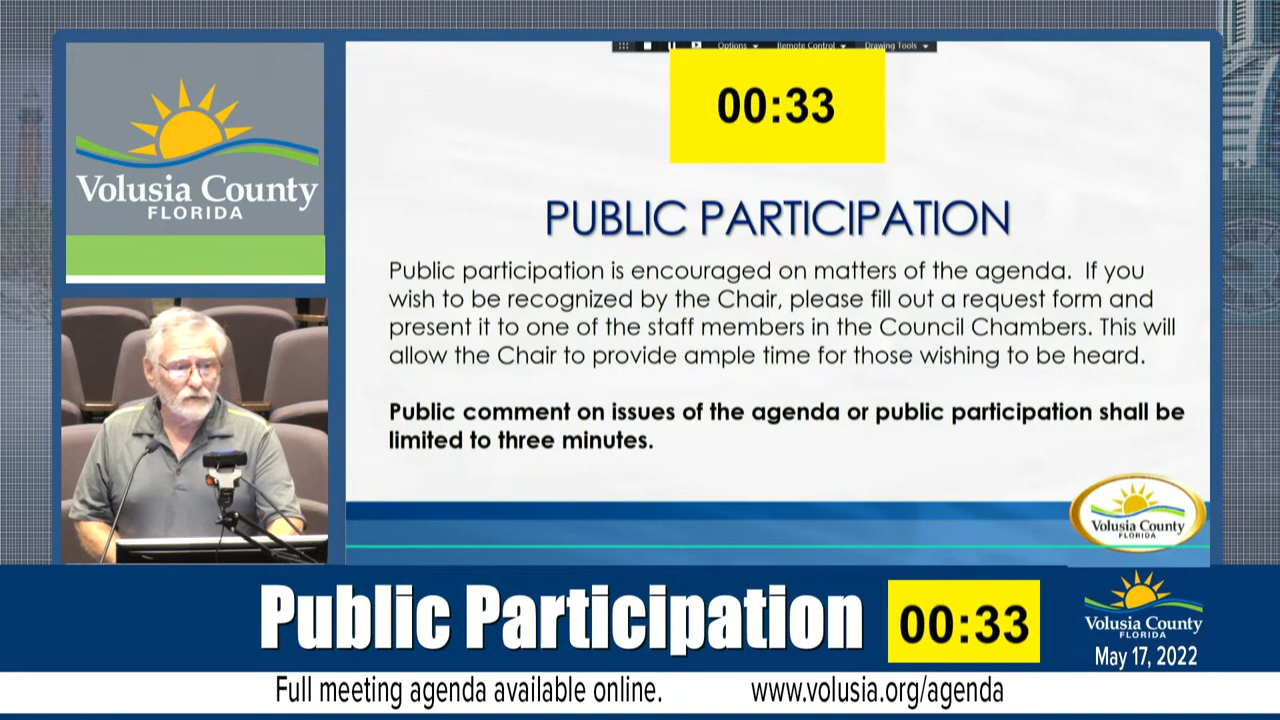 Options
Remote Control
Drawing Tools
00:33
Volusia County
FLORIDA
PUBLIC PARTICIPATION
Public participation is encouraged on matters of the agenda. If you
wish to be recognized by the Chair, please fill out a request form and
present it to one of the staff members in the Council Chambers. This will
allow the Chair to provide ample time for those wishing to be heard.
Public comment on issues of the agenda or public participation shall be
limited to three minutes.
Volusia County
FLORIDA
Public Participation
00:33
Volusia County
FLORIDA
May 17, 2022
Full meeting agenda available online.
www.volusia.org/agenda